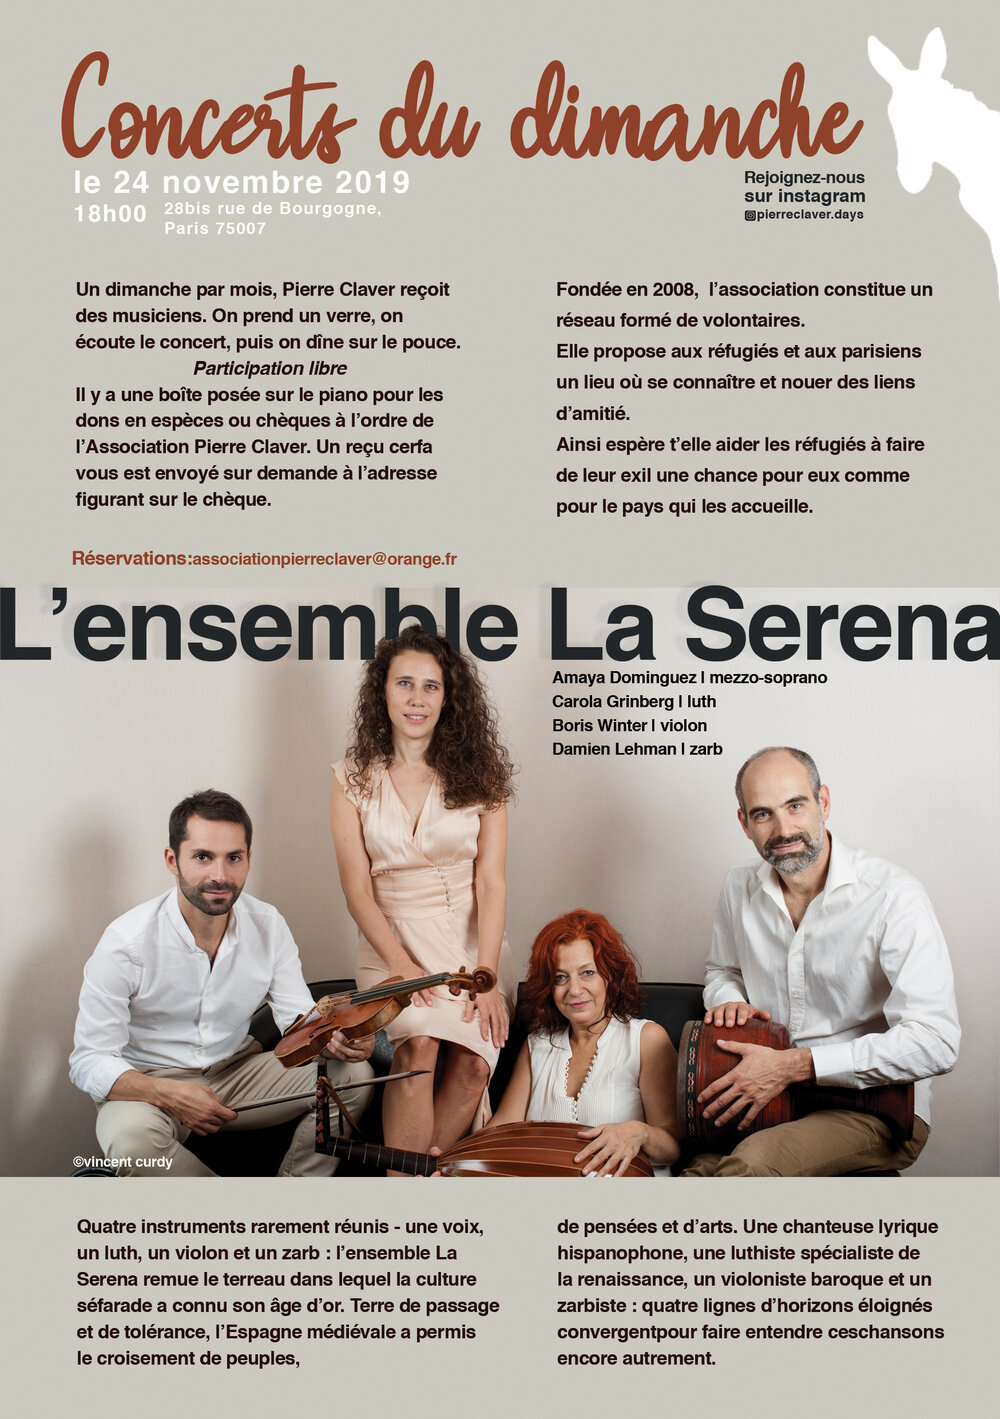 Concerts du dimanche
le 24 novembre 2019
18h00
28bis rue de Bourgogne,
Paris 75007
Rejoignez-nous
sur instagram
pierreclaver.days
Un dimanche par mois, Pierre Claver reçoit
des musiciens. On prend un verre, on
écoute le concert, puis on dîne sur le pouce.
Participation libre
Il y a une boîte posée sur le piano pour les
dons en espèces ou chèques à l’ordre de
l’Association Pierre Claver. Un reçu cerfa
vous est envoyé sur demande à l’adresse
figurant sur le chèque.
Fondée en 2008,  l’association constitue un
réseau formé de volontaires.
Elle propose aux réfugiés et aux parisiens
un lieu où se connaître et nouer des liens
d’amitié.
Ainsi espère t’elle aider les réfugiés à faire
de leur exil une chance pour eux comme
pour le pays qui les accueille.
Réservations:associationpierreclaver@orange.fr
L’ensemble La Serena
Amaya Dominguez | mezzo-soprano
Carola Grinberg | luth
Boris Winter | violon
Damien Lehman | zarb
©vincent curdy
Quatre instruments rarement réunis - une voix,
un luth, un violon et un zarb : l’ensemble La
Serena remue le terreau dans lequel la culture
séfarade a connu son âge d’or. Terre de passage
et de tolérance, l’Espagne médiévale a permis
le croisement de peuples,
de pensées et d’arts. Une chanteuse lyrique
hispanophone, une luthiste spécialiste de
la renaissance, un violoniste baroque et un
zarbiste : quatre lignes d’horizons éloignés
convergentpour faire entendre ceschansons
encore autrement.